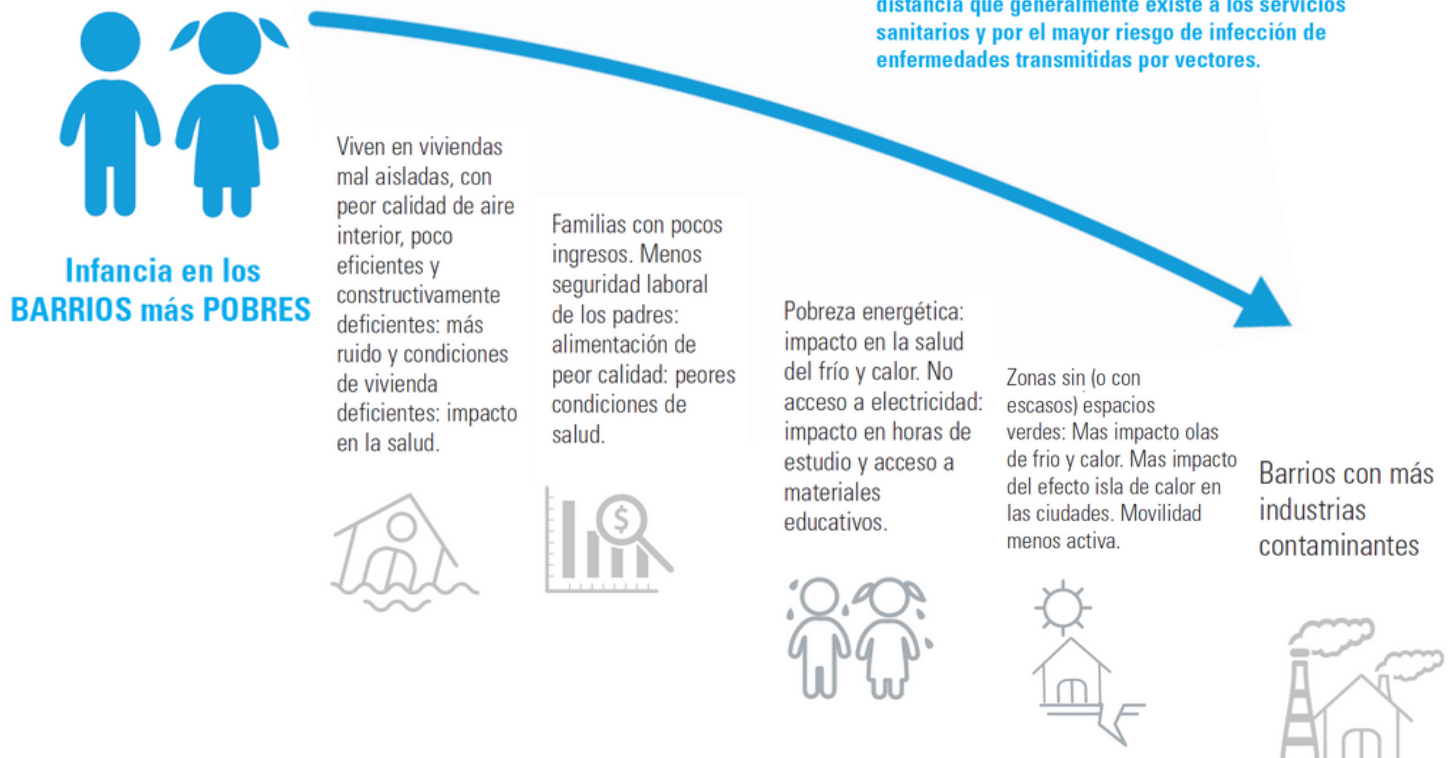 distancia que generalmente existe a los servicios
sanitarios y por el mayor riesgo de infección de
enfermedades transmitidas por vectores.
Infancia en los
BARRIOS más POBRES
Viven en viviendas
mal aisladas, con
peor calidad de aire
interior, poco
eficientes y
constructivamente
deficientes: más
ruido y condiciones
de vivienda
deficientes: impacto
en la salud.
Familias con pocos
ingresos. Menos
seguridad laboral
de los padres:
alimentación de
peor calidad: peores
condiciones de
salud.
$
Pobreza energética:
impacto en la salud
del frío y calor. No
acceso a electricidad:
impacto en horas de
estudio y acceso a
materiales
educativos.
Zonas sin (o con
escasos) espacios
verdes: Mas impacto olas
de frio y calor. Mas impacto
del efecto isla de calor en
las ciudades. Movilidad
menos activa.
Barrios con más
industrias
contaminantes